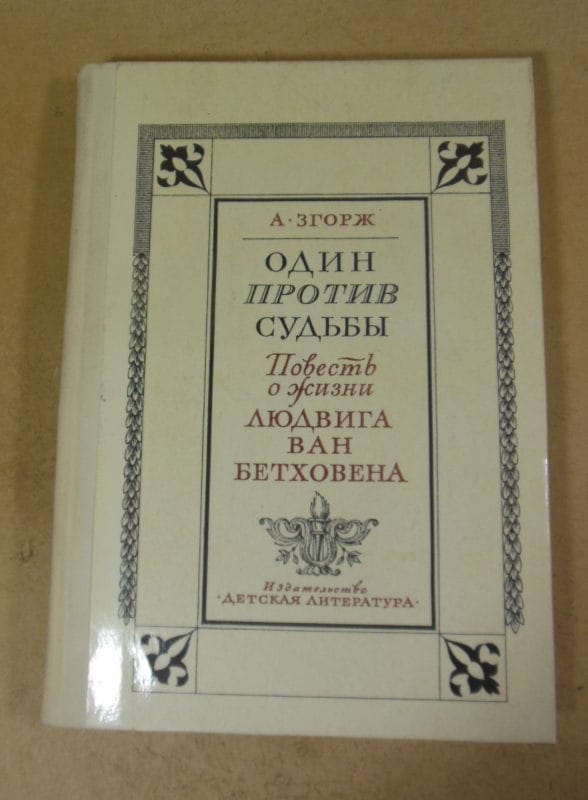 А·ЗГОРЖ
ОДИН
ПРОТИВ
СУДЬБЫ
Повесть
о жизни
ЛЮДВИГА
ВАН
БЕТХОВЕНА
Издательство
·ДЕТСКАЯ ЛИТЕРАТУРА·